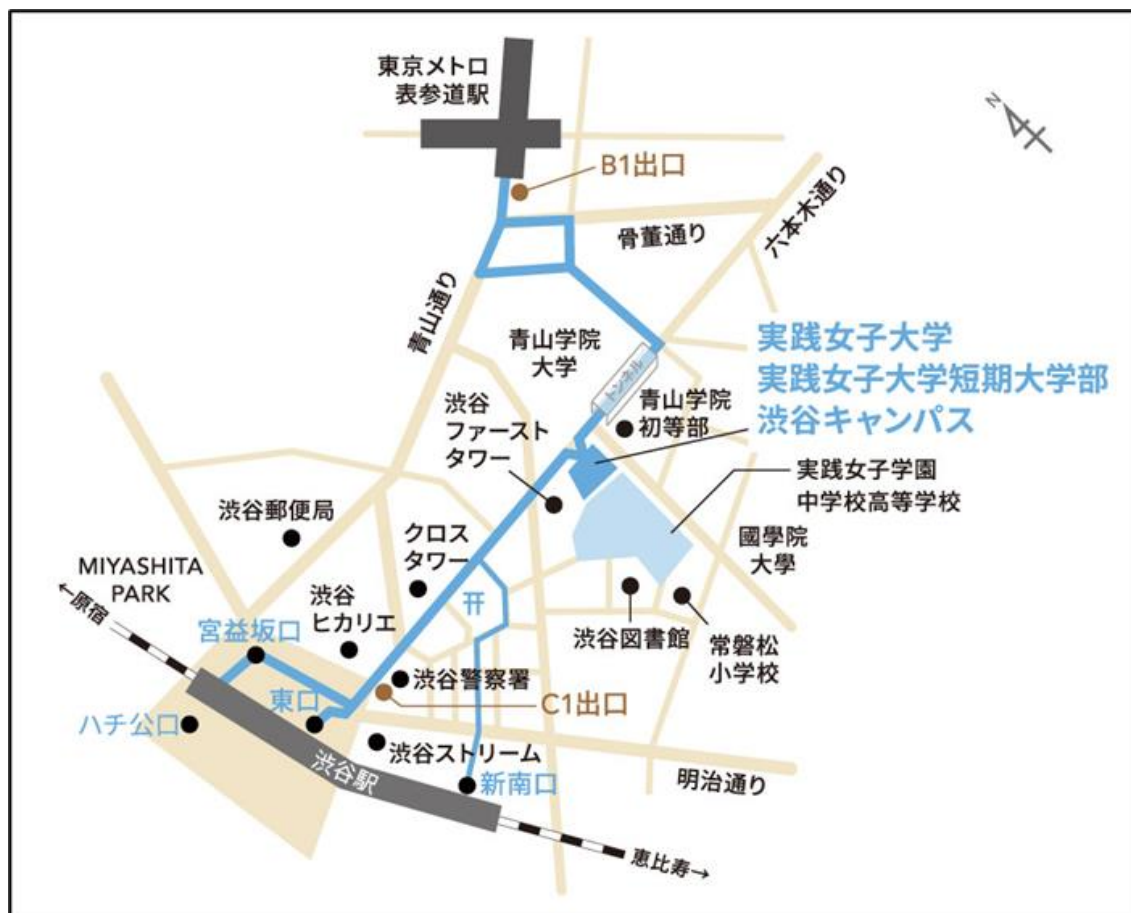 東京メトロ
表参道駅
N
B1出口
骨董通り
六本木通り
青山通り
青山学院
大学
トンネル
実践女子大学
実践女子大学短期大学部
渋谷キャンパス
渋谷
ファースト
タワー
青山学院
初等部
実践女子学園
中学校高等学校
渋谷郵便局
クロス
タワー
國學院
大學
MIYASHITA
PARK
←原宿
渋谷
ヒカリエ
宮益坂口
渋谷図書館
常磐松
小学校
渋谷警察署
東口
C1出口
ハチ公口
渋谷ストリーム
渋谷駅
新南口
明治通り
恵比寿→